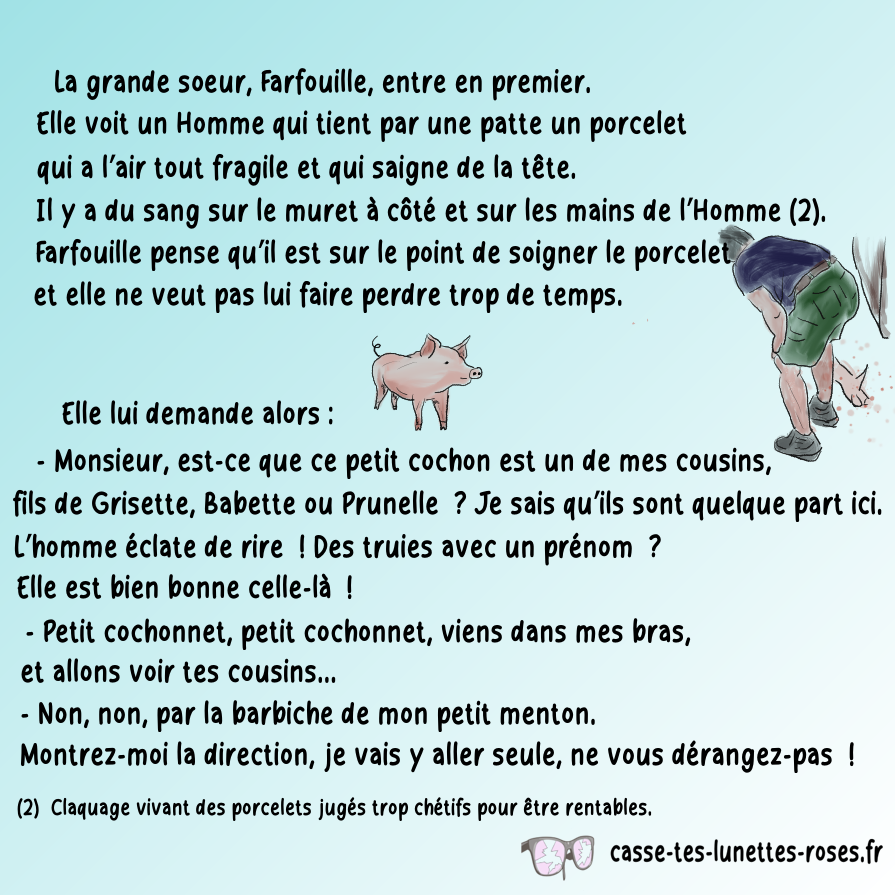 La grande soeur, Farfouille, entre en premier.
Elle voit un Homme qui tient par une patte un porcelet
qui a l'air tout fragile et qui saigne de la tête.
Il y a du sang sur le muret à côté et sur les mains de l'Homme (2).
Farfouille pense qu'il est sur le point de soigner le porcelet
et elle ne veut pas lui faire perdre trop de temps.
Elle lui demande alors :
- Monsieur, est-ce que ce petit cochon est un de mes cousins,
fils de Grisette, Babette ou Prunelle ? Je sais qu'ils sont quelque part ici.
L'homme éclate de rire ! Des truies avec un prénom ?
Elle est bien bonne celle-là !
- Petit cochonnet, petit cochonnet, viens dans mes bras,
et allons voir tes cousins...
- Non, non, par la barbiche de mon petit menton.
Montrez-moi la direction, je vais y aller seule, ne vous dérangez-pas !
(2) Claquage vivant des porcelets jugés trop chétifs pour être rentables.
casse-tes-lunettes-roses.fr